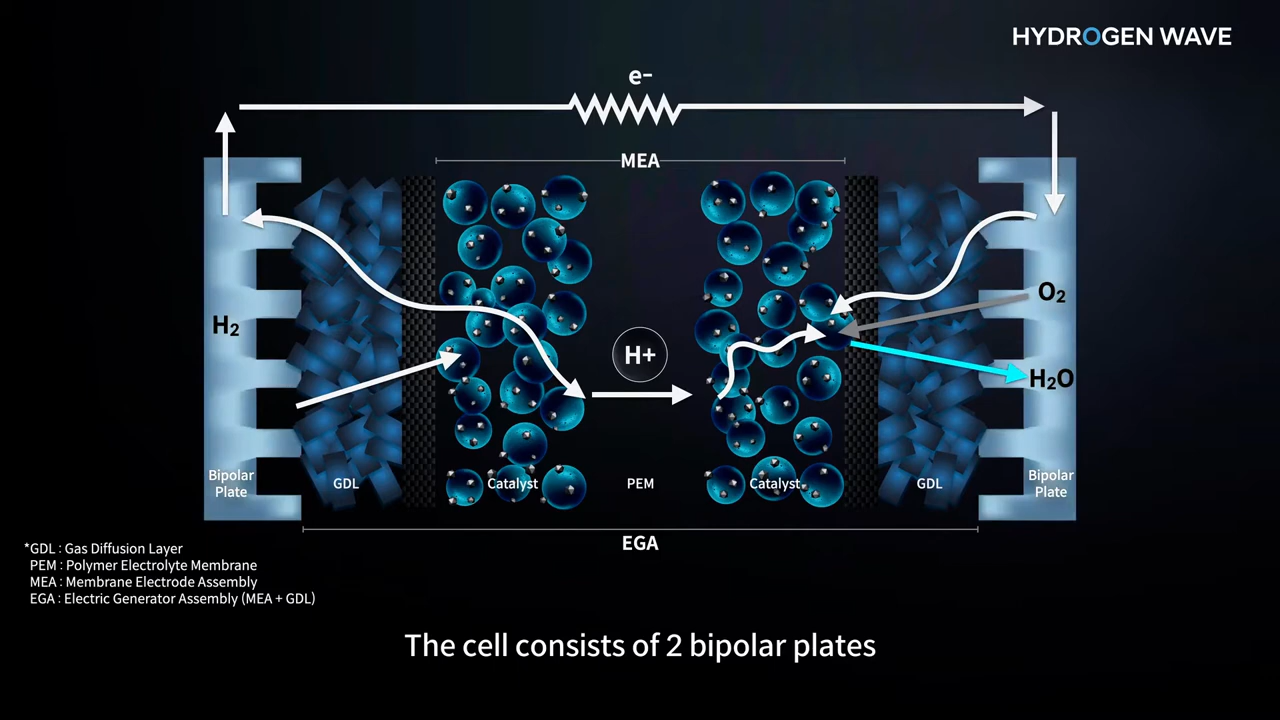 HYDROGEN WAVE
e−
MEA
H+
H₂
O₂
H₂O
Bipolar
Plate
GDL
Catalyst
PEM
Catalyst
GDL
Bipolar
Plate
EGA
*GDL : Gas Diffusion Layer
PEM : Polymer Electrolyte Membrane
MEA : Membrane Electrode Assembly
EGA : Electric Generator Assembly (MEA + GDL)
The cell consists of 2 bipolar plates